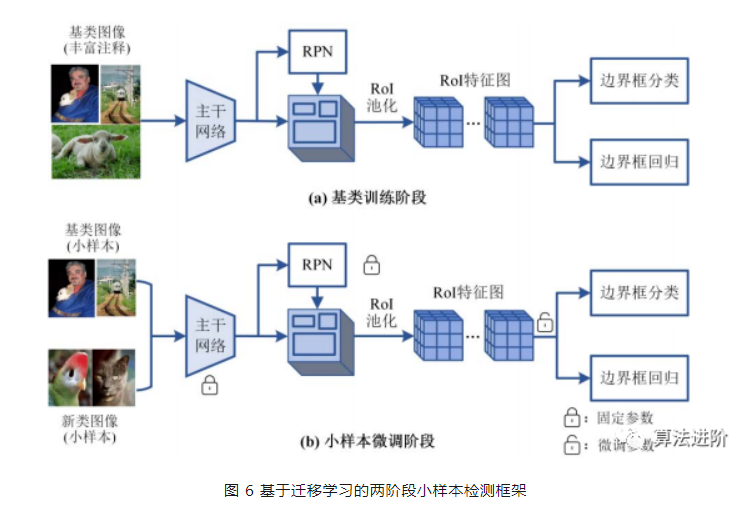 基类图像
(丰富注释)
主干
网络
RPN
RoI
池化
RoI特征图
...
边界框分类
边界框回归
(a) 基类训练阶段
基类图像
(小样本)
新类图像
(小样本)
主干
网络
RPN
RoI
池化
RoI特征图
...
边界框分类
边界框回归
:固定参数
:微调参数
(b) 小样本微调阶段
算法进阶
图 6 基于迁移学习的两阶段小样本检测框架